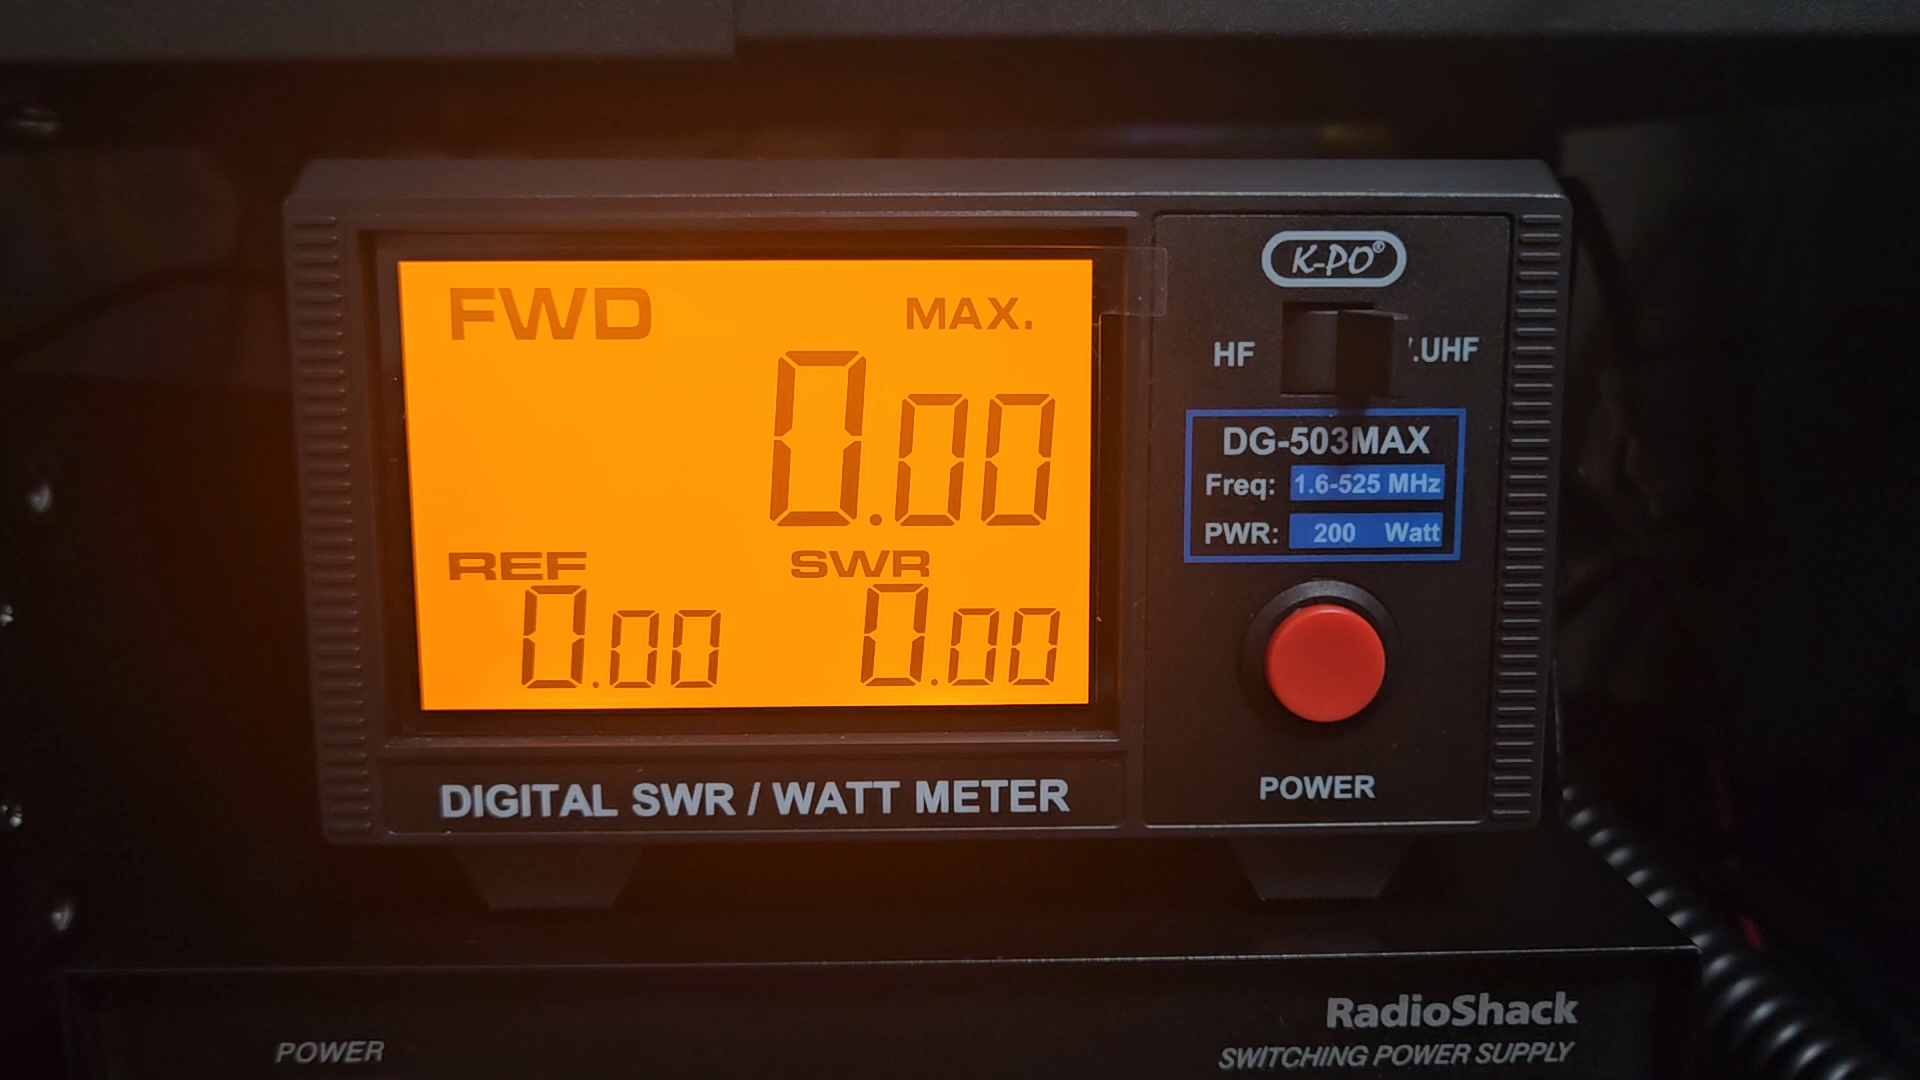 K-PO®
FWD MAX.
0.00
REF SWR
0.00 0.00
HF .UHF
DG-503MAX
Freq: 1.6-525 MHz
PWR: 200 Watt
POWER
DIGITAL SWR / WATT METER
RadioShack
POWER SWITCHING POWER SUPPLY